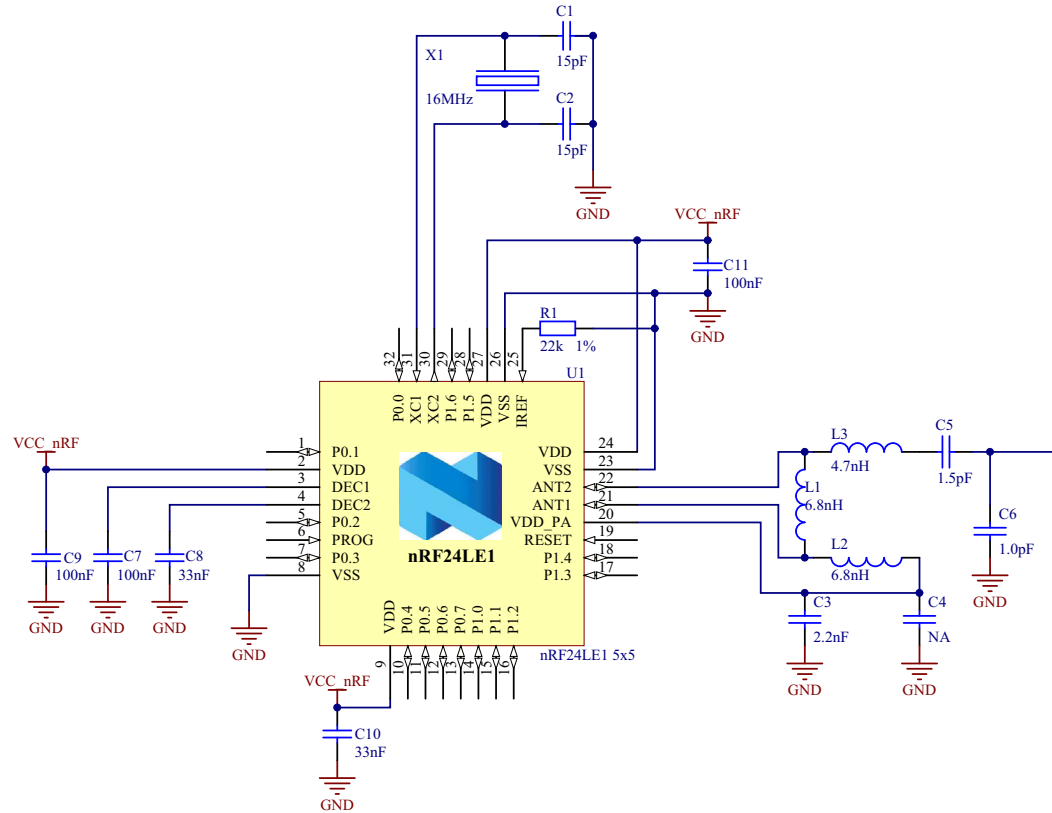 C1
X1
15pF
16MHz
C2
15pF
GND
VCC_nRF
C11
100nF
GND
R1
22k 1%
U1
32 31 30 29 28 27 26 25
P0.0 XC1 XC2 P1.6 P1.5 VDD VSS IREF
VCC_nRF
1 P0.1
2 VDD
3 DEC1
4 DEC2
5 P0.2
6 PROG
7 P0.3
8 VSS
VDD 24
VSS 23
ANT2 22
ANT1 21
VDD_PA 20
RESET 19
P1.4 18
P1.3 17
nRF24LE1
VDD P0.4 P0.5 P0.6 P0.7 P1.0 P1.1 P1.2
9 10 11 12 13 14 15 16
nRF24LE1 5x5
C9
100nF
C7
100nF
C8
33nF
GND
GND
GND
GND
VCC_nRF
C10
33nF
GND
L3
4.7nH
C5
1.5pF
L1
6.8nH
L2
6.8nH
C6
1.0pF
GND
C3
2.2nF
GND
C4
NA
GND